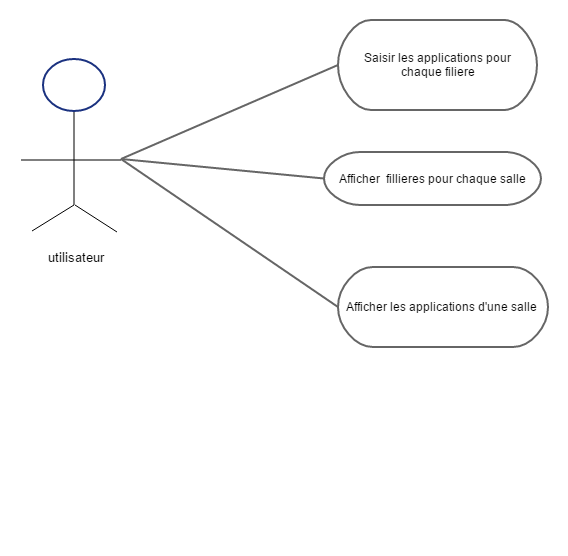 Saisir les applications pour
chaque filiere
Afficher  fillieres pour chaque salle
utilisateur
Afficher les applications d'une salle